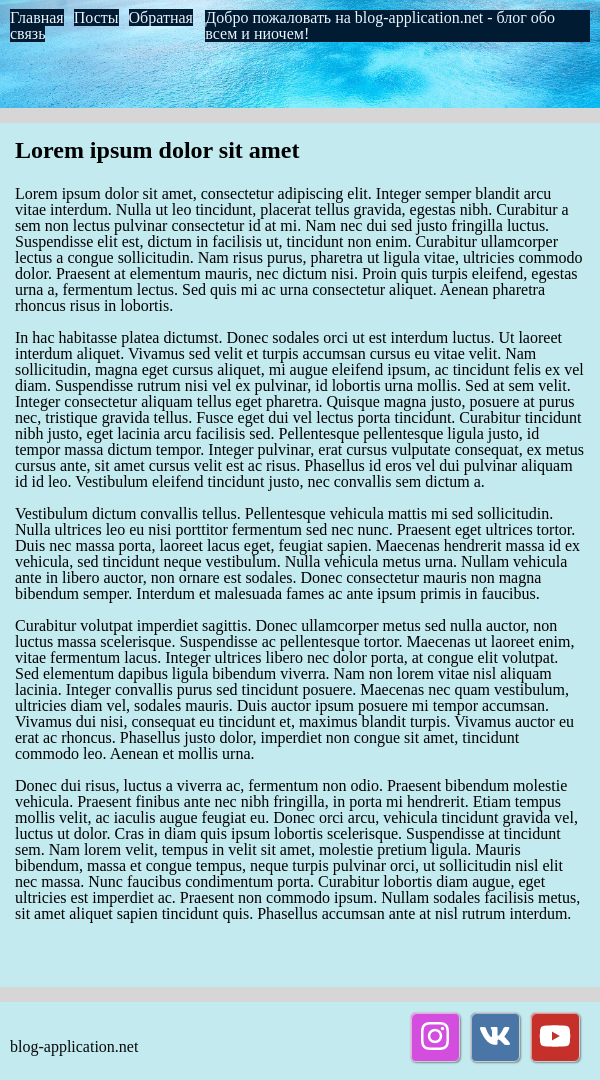 Главная Посты Обратная
связь
Добро пожаловать на blog-application.net - блог обо
всем и ниочем!
Lorem ipsum dolor sit amet
Lorem ipsum dolor sit amet, consectetur adipiscing elit. Integer semper blandit arcu
vitae interdum. Nulla ut leo tincidunt, placerat tellus gravida, egestas nibh. Curabitur a
sem non lectus pulvinar consectetur id at mi. Nam nec dui sed justo fringilla luctus.
Suspendisse elit est, dictum in facilisis ut, tincidunt non enim. Curabitur ullamcorper
lectus a congue sollicitudin. Nam risus purus, pharetra ut ligula vitae, ultricies commodo
dolor. Praesent at elementum mauris, nec dictum nisi. Proin quis turpis eleifend, egestas
urna a, fermentum lectus. Sed quis mi ac urna consectetur aliquet. Aenean pharetra
rhoncus risus in lobortis.
In hac habitasse platea dictumst. Donec sodales orci ut est interdum luctus. Ut laoreet
interdum aliquet. Vivamus sed velit et turpis accumsan cursus eu vitae velit. Nam
sollicitudin, magna eget cursus aliquet, mi augue eleifend ipsum, ac tincidunt felis ex vel
diam. Suspendisse rutrum nisi vel ex pulvinar, id lobortis urna mollis. Sed at sem velit.
Integer consectetur aliquam tellus eget pharetra. Quisque magna justo, posuere at purus
nec, tristique gravida tellus. Fusce eget dui vel lectus porta tincidunt. Curabitur tincidunt
nibh justo, eget lacinia arcu facilisis sed. Pellentesque pellentesque ligula justo, id
tempor massa dictum tempor. Integer pulvinar, erat cursus vulputate consequat, ex metus
cursus ante, sit amet cursus velit est ac risus. Phasellus id eros vel dui pulvinar aliquam
id id leo. Vestibulum eleifend tincidunt justo, nec convallis sem dictum a.
Vestibulum dictum convallis tellus. Pellentesque vehicula mattis mi sed sollicitudin.
Nulla ultrices leo eu nisi porttitor fermentum sed nec nunc. Praesent eget ultrices tortor.
Duis nec massa porta, laoreet lacus eget, feugiat sapien. Maecenas hendrerit massa id ex
vehicula, sed tincidunt neque vestibulum. Nulla vehicula metus urna. Nullam vehicula
ante in libero auctor, non ornare est sodales. Donec consectetur mauris non magna
bibendum semper. Interdum et malesuada fames ac ante ipsum primis in faucibus.
Curabitur volutpat imperdiet sagittis. Donec ullamcorper metus sed nulla auctor, non
luctus massa scelerisque. Suspendisse ac pellentesque tortor. Maecenas ut laoreet enim,
vitae fermentum lacus. Integer ultrices libero nec dolor porta, at congue elit volutpat.
Sed elementum dapibus ligula bibendum viverra. Nam non lorem vitae nisl aliquam
lacinia. Integer convallis purus sed tincidunt posuere. Maecenas nec quam vestibulum,
ultricies diam vel, sodales mauris. Duis auctor ipsum posuere mi tempor accumsan.
Vivamus dui nisi, consequat eu tincidunt et, maximus blandit turpis. Vivamus auctor eu
erat ac rhoncus. Phasellus justo dolor, imperdiet non congue sit amet, tincidunt
commodo leo. Aenean et mollis urna.
Donec dui risus, luctus a viverra ac, fermentum non odio. Praesent bibendum molestie
vehicula. Praesent finibus ante nec nibh fringilla, in porta mi hendrerit. Etiam tempus
mollis velit, ac iaculis augue feugiat eu. Donec orci arcu, vehicula tincidunt gravida vel,
luctus ut dolor. Cras in diam quis ipsum lobortis scelerisque. Suspendisse at tincidunt
sem. Nam lorem velit, tempus in velit sit amet, molestie pretium ligula. Mauris
bibendum, massa et congue tempus, neque turpis pulvinar orci, ut sollicitudin nisl elit
nec massa. Nunc faucibus condimentum porta. Curabitur lobortis diam augue, eget
ultricies est imperdiet ac. Praesent non commodo ipsum. Nullam sodales facilisis metus,
sit amet aliquet sapien tincidunt quis. Phasellus accumsan ante at nisl rutrum interdum.
blog-application.net